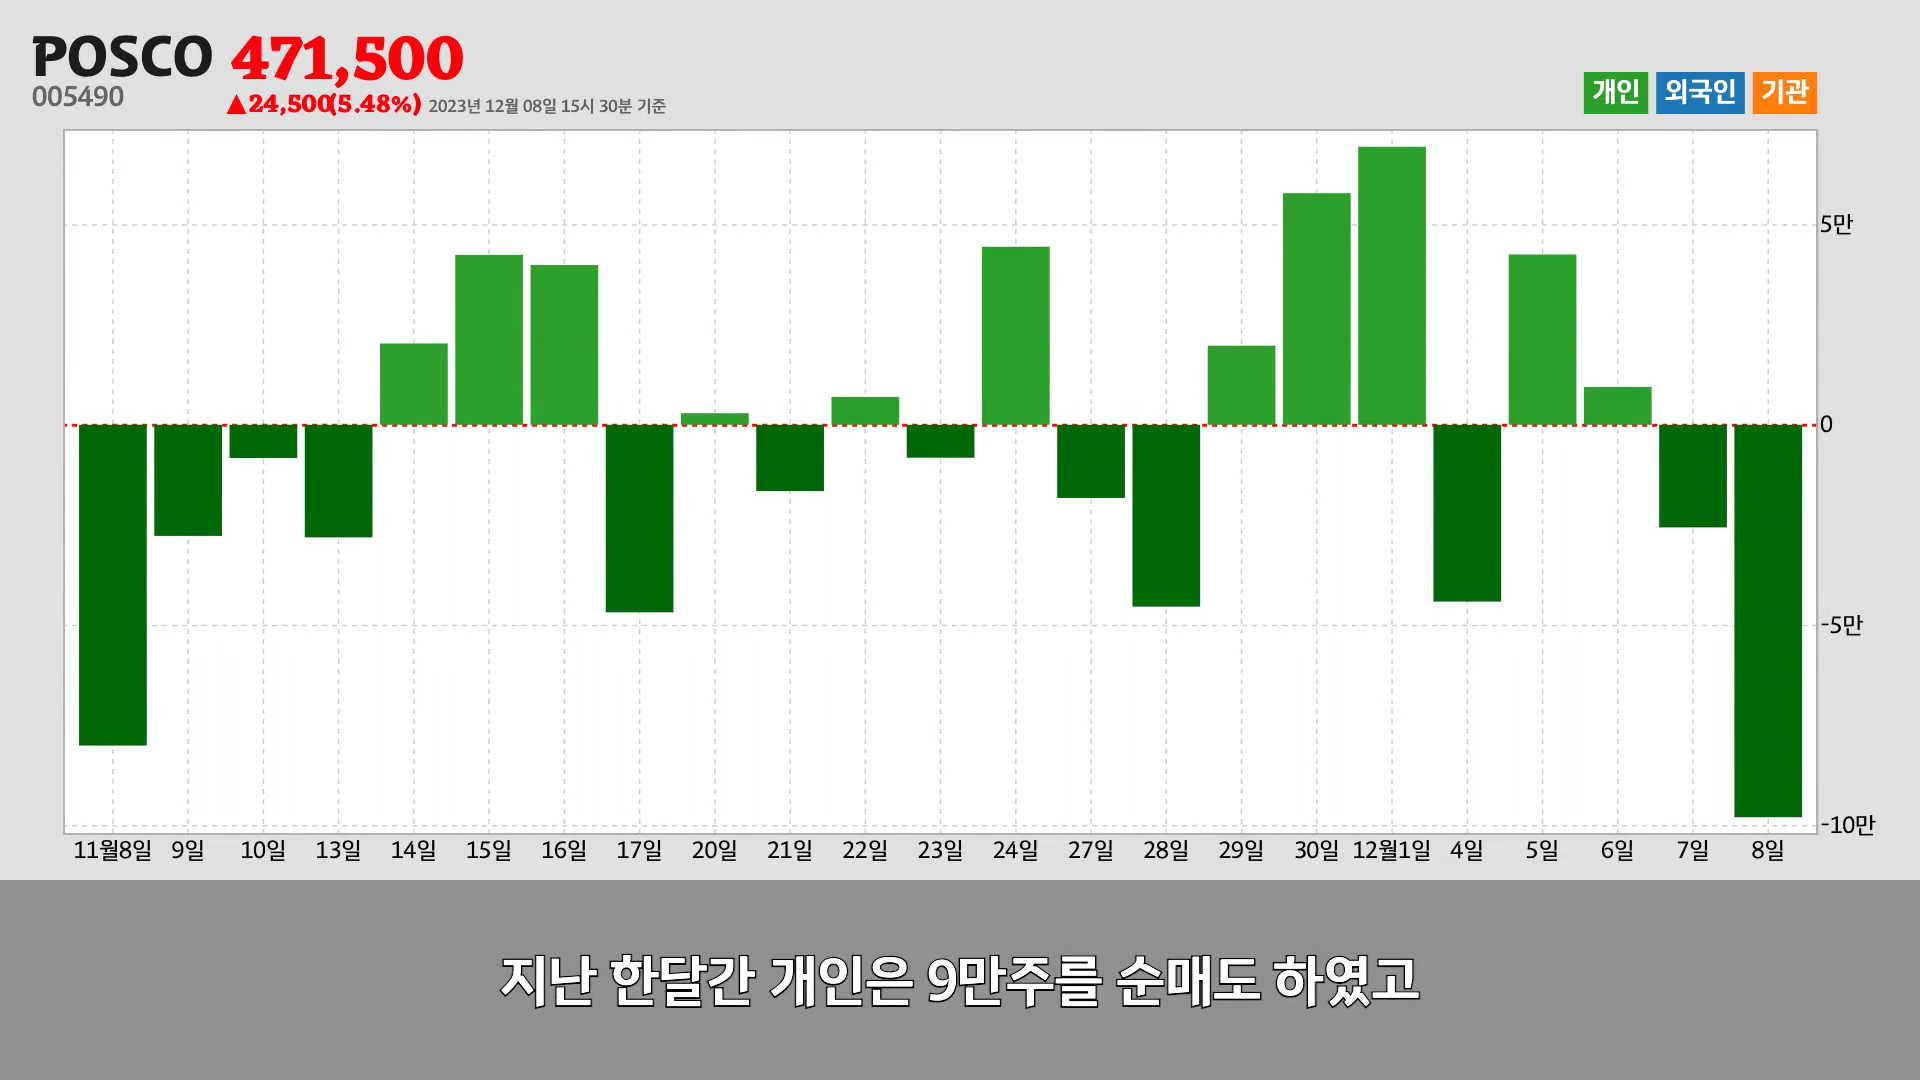 POSCO 471,500
005490 ▲24,500(5.48%) 2023년 12월 08일 15시 30분 기준
개인 외국인 기관
5만
0
-5만
-10만
11월8일 9일 10일 13일 14일 15일 16일 17일 20일 21일 22일 23일 24일 27일 28일 29일 30일 12월1일 4일 5일 6일 7일 8일
지난 한달간 개인은 9만주를 순매도 하였고